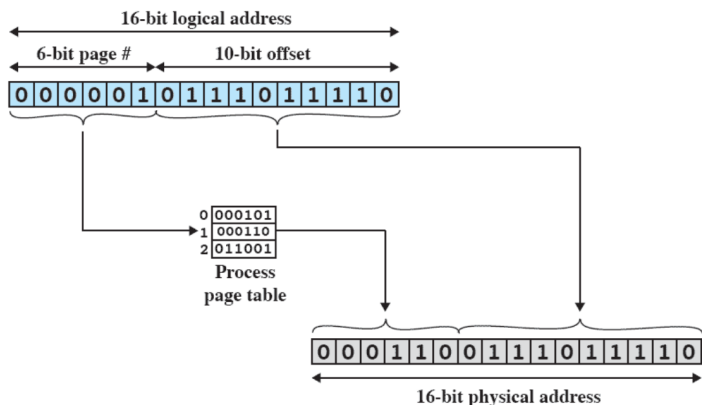 16-bit logical address
6-bit page # 10-bit offset
0 0 0 0 0 1 0 1 1 1 0 1 1 1 1 0
0 000101
1 000110
2 011001
Process
page table
0 0 0 1 1 0 0 1 1 1 0 1 1 1 1 0
16-bit physical address